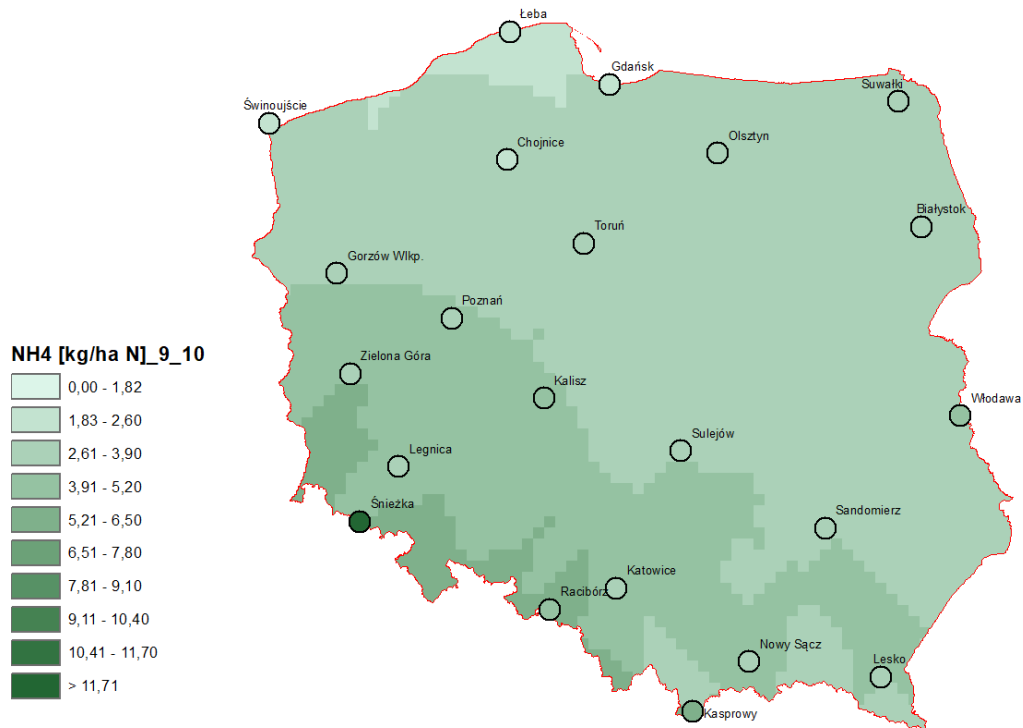 Łeba
Gdańsk
Suwałki
Świnoujście
Chojnice
Olsztyn
Białystok
Toruń
Gorzów Wlkp.
Poznań
NH4 [kg/ha N]_9_10
0,00 - 1,82
1,83 - 2,60
2,61 - 3,90
3,91 - 5,20
5,21 - 6,50
6,51 - 7,80
7,81 - 9,10
9,11 - 10,40
10,41 - 11,70
> 11,71
Zielona Góra
Kalisz
Włodawa
Sulejów
Legnica
Śnieżka
Sandomierz
Katowice
Racibórz
Nowy Sącz
Lesko
Kasprowy